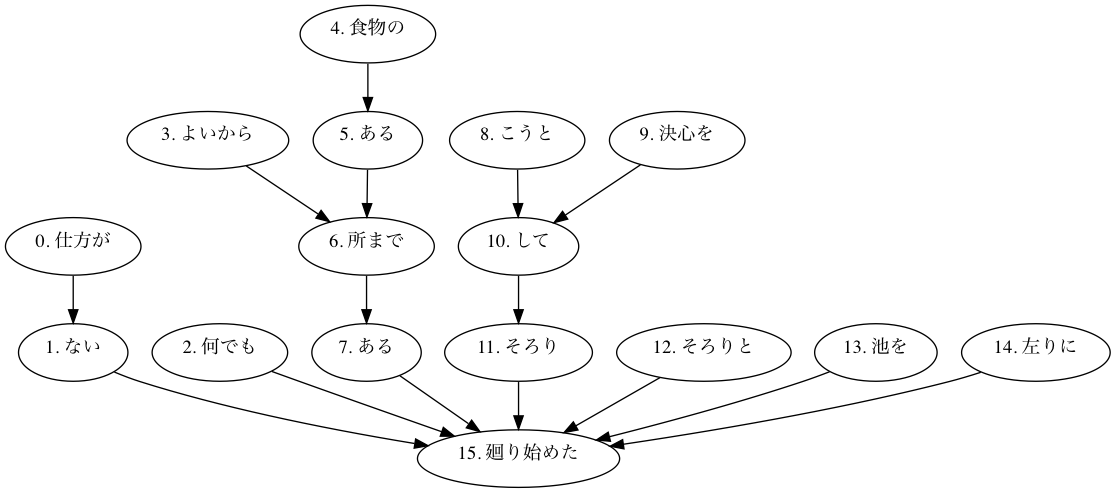 4. 食物の
3. よいから
5. ある
8. こうと
9. 決心を
0. 仕方が
6. 所まで
10. して
1. ない
2. 何でも
7. ある
11. そろり
12. そろりと
13. 池を
14. 左りに
15. 廻り始めた